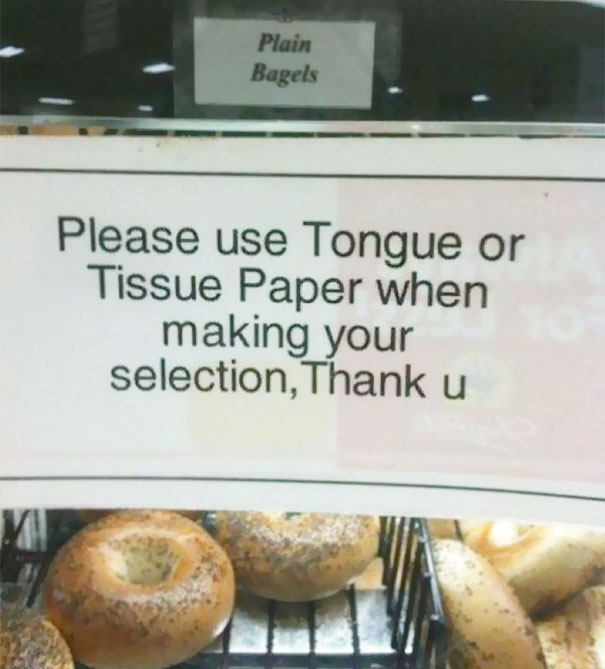 Plain
Bagels
Please use Tongue or
Tissue Paper when
making your
selection,Thank u